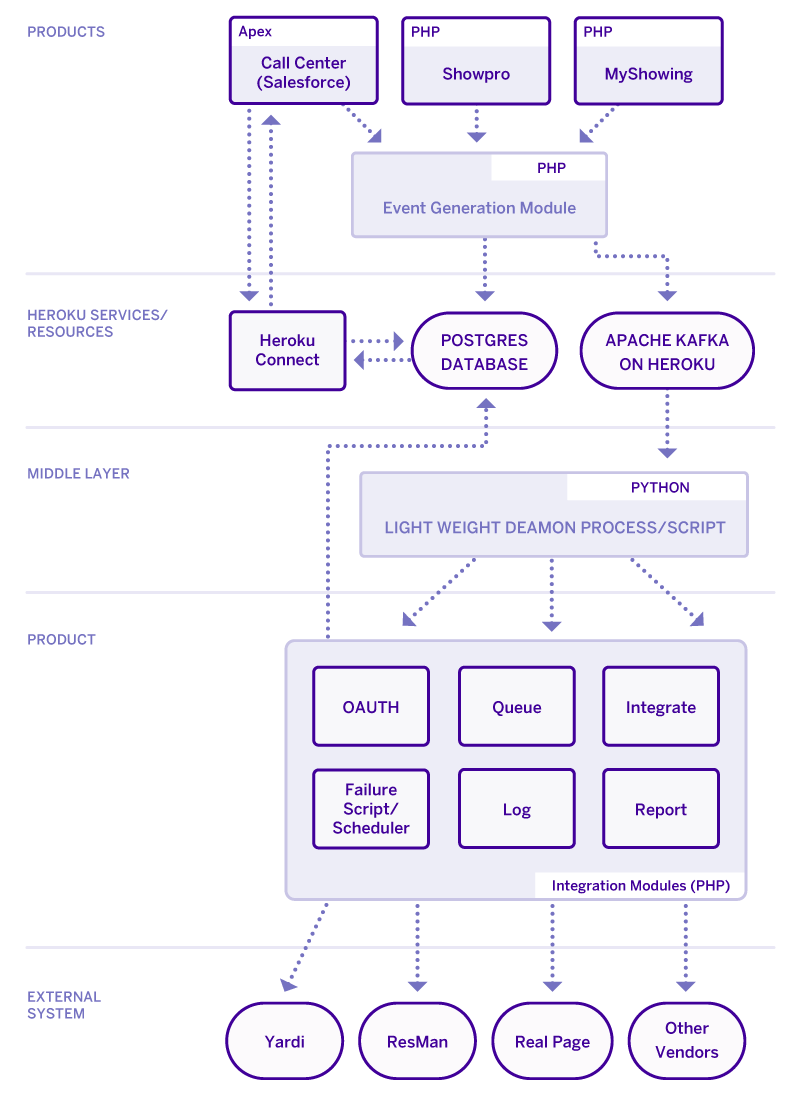 PRODUCTS
Apex
Call Center
(Salesforce)
PHP
Showpro
PHP
MyShowing
PHP
Event Generation Module
HEROKU SERVICES/
RESOURCES
Heroku
Connect
POSTGRES
DATABASE
APACHE KAFKA
ON HEROKU
MIDDLE LAYER
PYTHON
LIGHT WEIGHT DEAMON PROCESS/SCRIPT
PRODUCT
OAUTH
Queue
Integrate
Failure
Script/
Scheduler
Log
Report
Integration Modules (PHP)
EXTERNAL
SYSTEM
Yardi
ResMan
Real Page
Other
Vendors